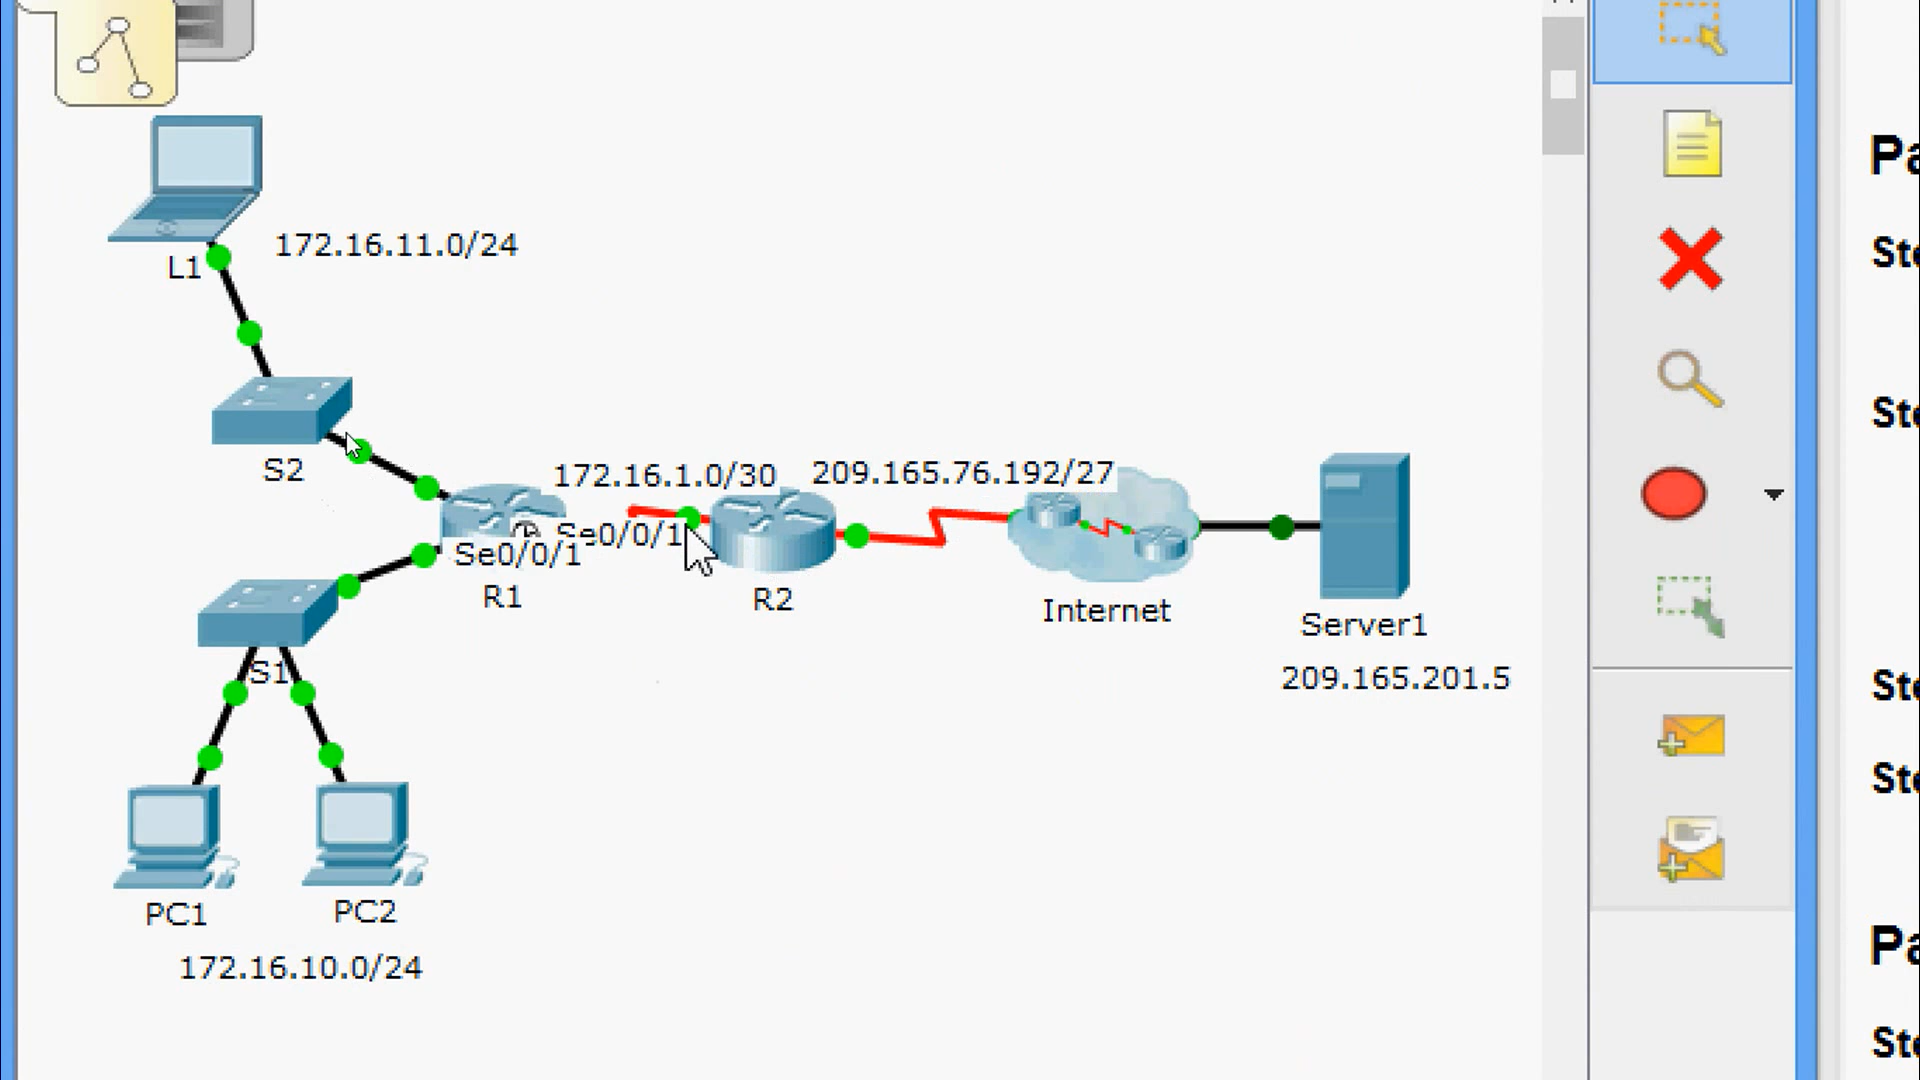 172.16.11.0/24
L1
S2
172.16.1.0/30
209.165.76.192/27
Se0/0/1
Se0/0/1
R1
R2
Internet
Server1
209.165.201.5
S1
PC1
PC2
172.16.10.0/24